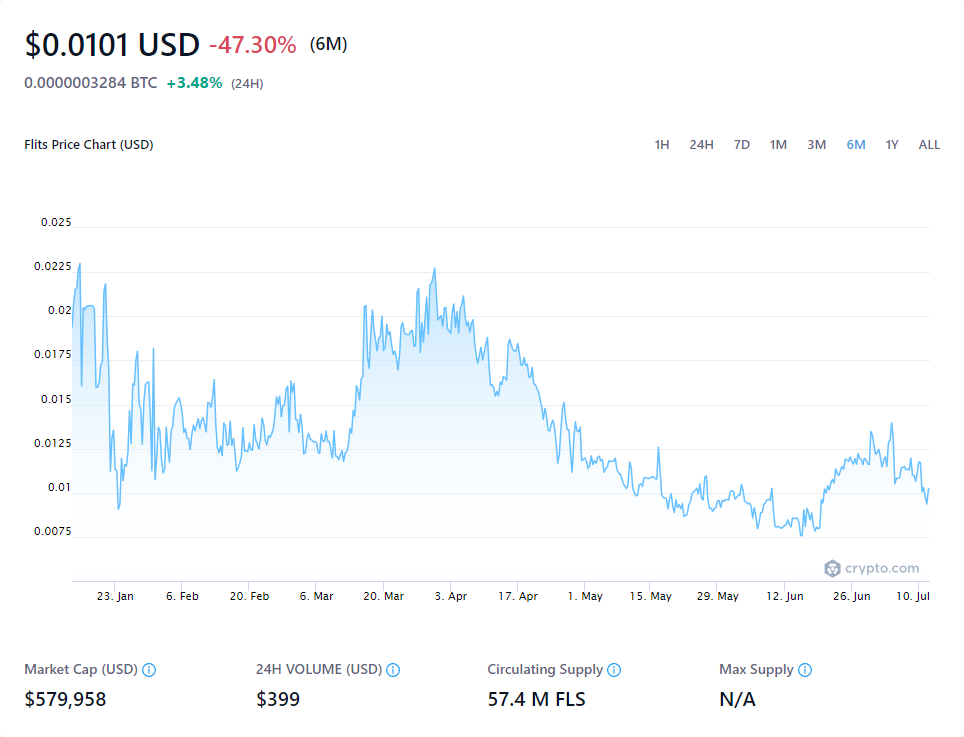 $0.0101 USD -47.30% (6M)
0.0000003284 BTC +3.48% (24H)
Flits Price Chart (USD) 1H 24H 7D 1M 3M 6M 1Y ALL
0.025
0.0225
0.02
0.0175
0.015
0.0125
0.01
0.0075
crypto.com
23. Jan 6. Feb 20. Feb 6. Mar 20. Mar 3. Apr 17. Apr 1. May 15. May 29. May 12. Jun 26. Jun 10. Jul
Market Cap (USD) 24H VOLUME (USD) Circulating Supply Max Supply
$579,958 $399 57.4 M FLS N/A